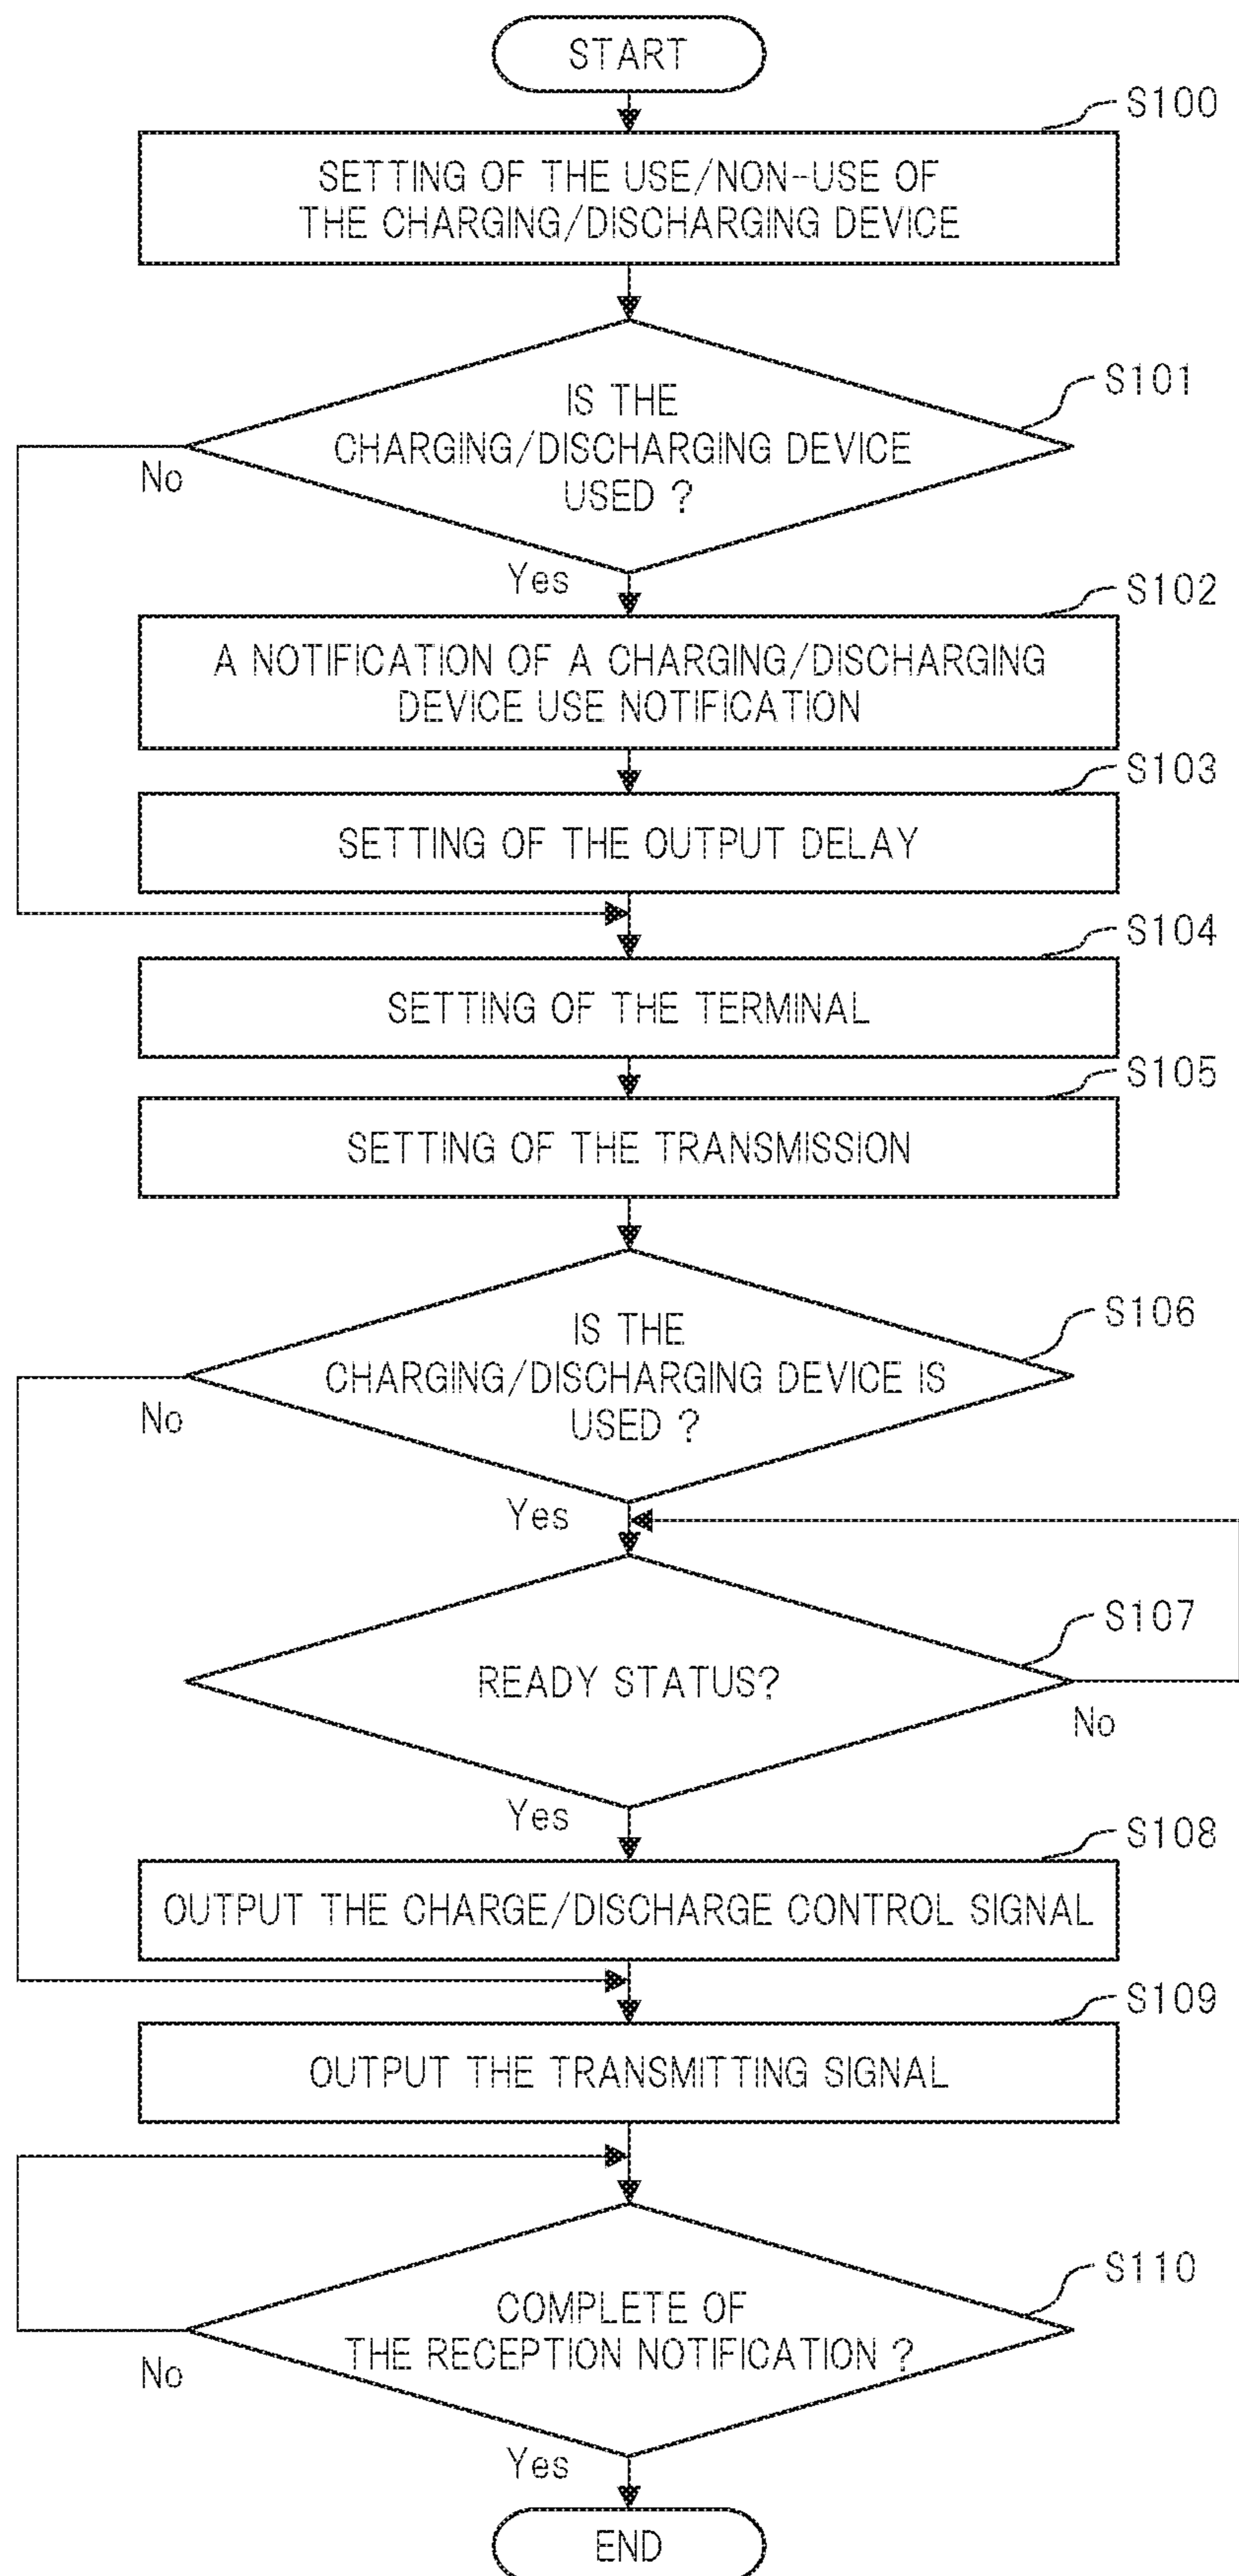 START
S100
SETTING OF THE USE/NON-USE OF
THE CHARGING/DISCHARGING DEVICE
S101
IS THE
CHARGING/DISCHARGING DEVICE
USED ?
No
Yes
S102
A NOTIFICATION OF A CHARGING/DISCHARGING
DEVICE USE NOTIFICATION
S103
SETTING OF THE OUTPUT DELAY
S104
SETTING OF THE TERMINAL
S105
SETTING OF THE TRANSMISSION
S106
IS THE
CHARGING/DISCHARGING DEVICE IS
USED ?
No
Yes
S107
READY STATUS?
No
Yes
S108
OUTPUT THE CHARGE/DISCHARGE CONTROL SIGNAL
S109
OUTPUT THE TRANSMITTING SIGNAL
S110
COMPLETE OF
THE RECEPTION NOTIFICATION ?
No
Yes
END